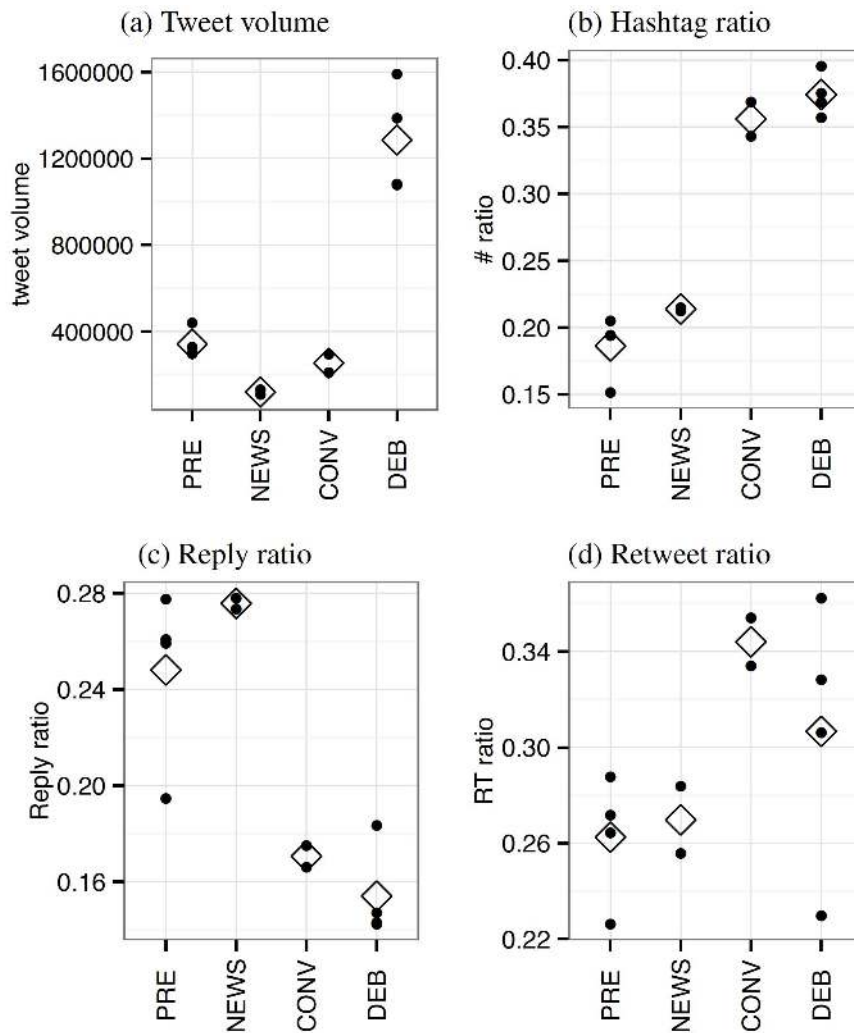 (a) Tweet volume
tweet volume
1600000
1200000
800000
400000
PRE
NEWS
CONV
DEB
(b) Hashtag ratio
# ratio
0.40
0.35
0.30
0.25
0.20
0.15
PRE
NEWS
CONV
DEB
(c) Reply ratio
Reply ratio
0.28
0.24
0.20
0.16
PRE
NEWS
CONV
DEB
(d) Retweet ratio
RT ratio
0.34
0.30
0.26
0.22
PRE
NEWS
CONV
DEB